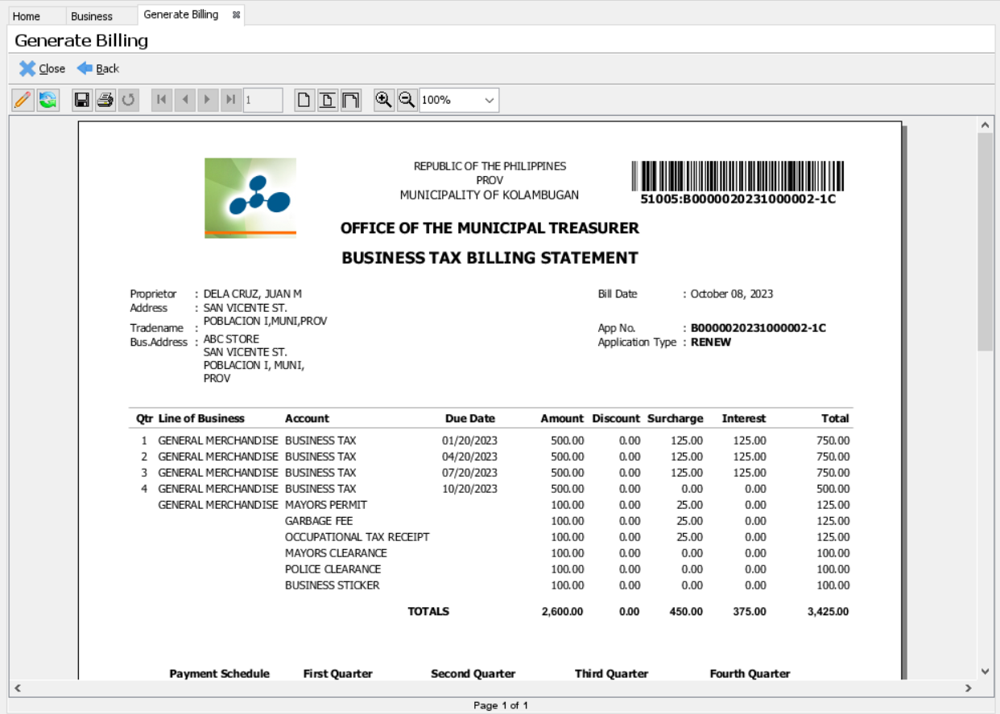 Home Business Generate Billing
Generate Billing
Close Back
1 100%
REPUBLIC OF THE PHILIPPINES
PROV
MUNICIPALITY OF KOLAMBUGAN
51005:B0000020231000002-1C
OFFICE OF THE MUNICIPAL TREASURER
BUSINESS TAX BILLING STATEMENT
Proprietor : DELA CRUZ, JUAN M Bill Date : October 08, 2023
Address : SAN VICENTE ST.
POBLACION I,MUNI,PROV
Tradename : App No. : B0000020231000002-1C
Bus.Address : ABC STORE Application Type : RENEW
SAN VICENTE ST.
POBLACION I, MUNI,
PROV
Qtr Line of Business Account Due Date Amount Discount Surcharge Interest Total
1 GENERAL MERCHANDISE BUSINESS TAX 01/20/2023 500.00 0.00 125.00 125.00 750.00
2 GENERAL MERCHANDISE BUSINESS TAX 04/20/2023 500.00 0.00 125.00 125.00 750.00
3 GENERAL MERCHANDISE BUSINESS TAX 07/20/2023 500.00 0.00 125.00 125.00 750.00
4 GENERAL MERCHANDISE BUSINESS TAX 10/20/2023 500.00 0.00 0.00 0.00 500.00
GENERAL MERCHANDISE MAYORS PERMIT 100.00 0.00 25.00 0.00 125.00
GARBAGE FEE 100.00 0.00 25.00 0.00 125.00
OCCUPATIONAL TAX RECEIPT 100.00 0.00 25.00 0.00 125.00
MAYORS CLEARANCE 100.00 0.00 0.00 0.00 100.00
POLICE CLEARANCE 100.00 0.00 0.00 0.00 100.00
BUSINESS STICKER 100.00 0.00 0.00 0.00 100.00
TOTALS 2,600.00 0.00 450.00 375.00 3,425.00
Payment Schedule First Quarter Second Quarter Third Quarter Fourth Quarter
Page 1 of 1